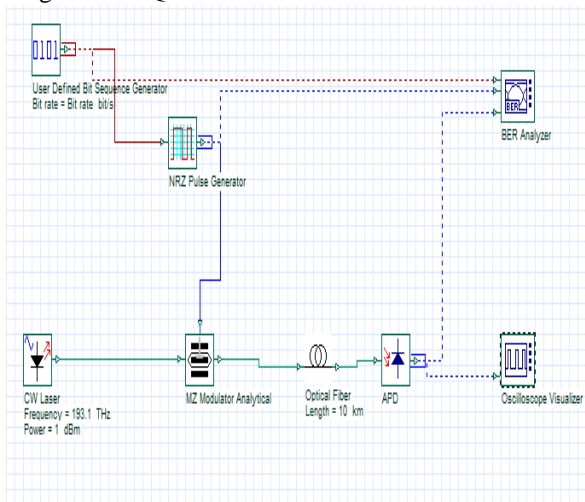 User Defined Bit Sequence Generator
Bit rate = Bit rate bit/s
BER
BER Analyzer
NRZ Pulse Generator
CW Laser
Frequency = 193.1 THz
Power = 1 dBm
MZ Modulator Analytical
Optical Fiber
Length = 10 km
APD
Oscilloscope Visualizer